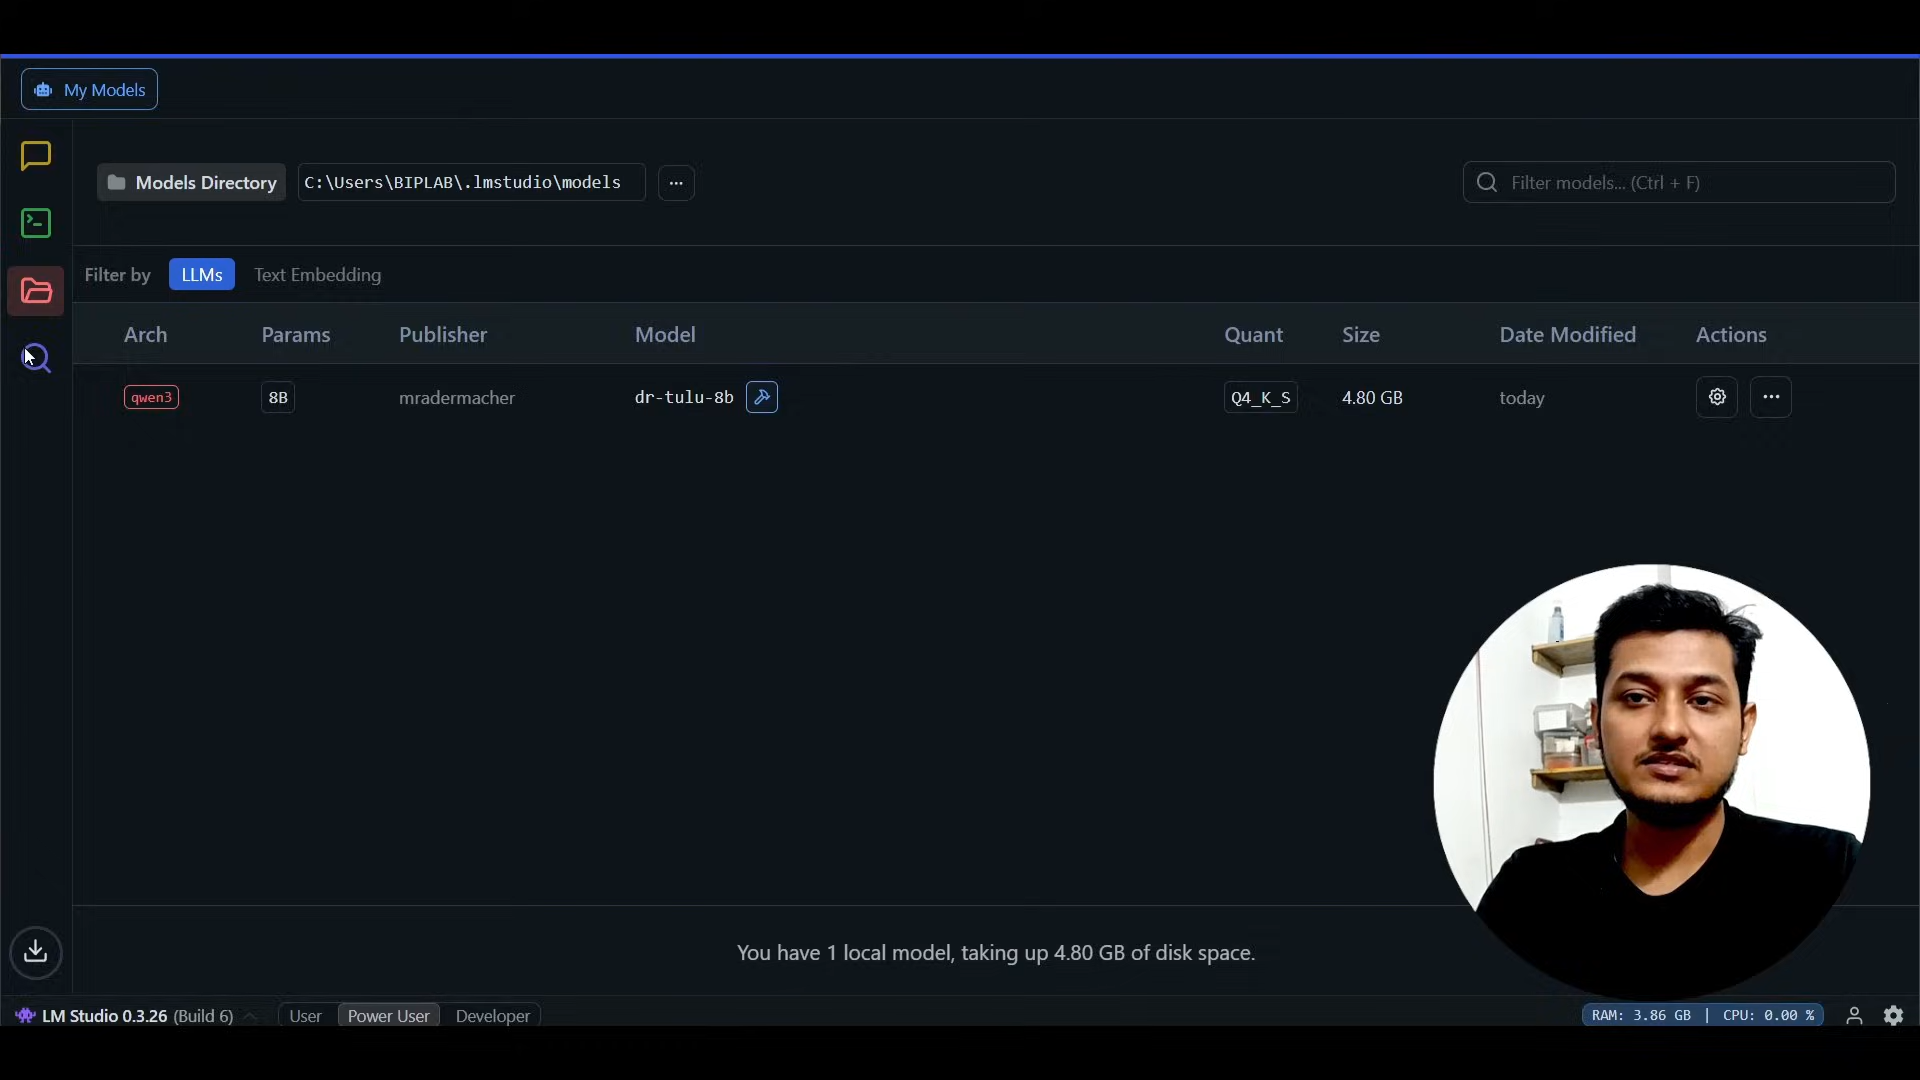 My Models
Models Directory C:\Users\BIPLAB\.lmstudio\models ... Filter models... (Ctrl + F)
Filter by LLMs Text Embedding
Arch Params Publisher Model Quant Size Date Modified Actions
qwen3 8B mradermacher dr-tulu-8b Q4_K_S 4.80 GB today ...
You have 1 local model, taking up 4.80 GB of disk space.
LM Studio 0.3.26 (Build 6) User Power User Developer RAM: 3.86 GB | CPU: 0.00 %